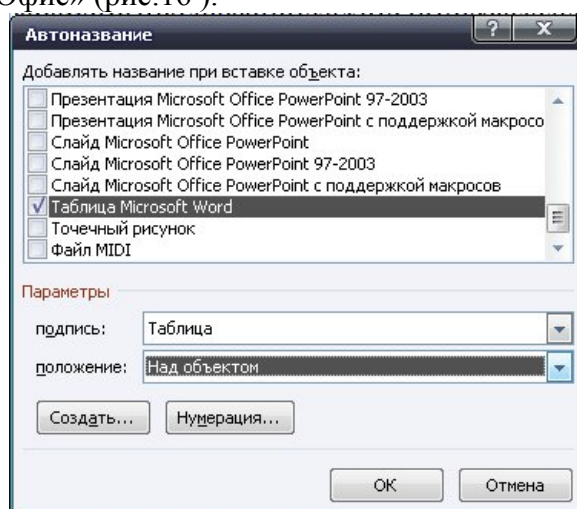 Офис» (рис.16 ).
Автоназвание
Добавлять название при вставке объекта:
Презентация Microsoft Office PowerPoint 97-2003
Презентация Microsoft Office PowerPoint с поддержкой макросо
Слайд Microsoft Office PowerPoint
Слайд Microsoft Office PowerPoint 97-2003
Слайд Microsoft Office PowerPoint с поддержкой макросов
Таблица Microsoft Word
Точечный рисунок
Файл MIDI
Параметры
подпись: Таблица
положение: Над объектом
Создать... Нумерация...
ОК Отмена